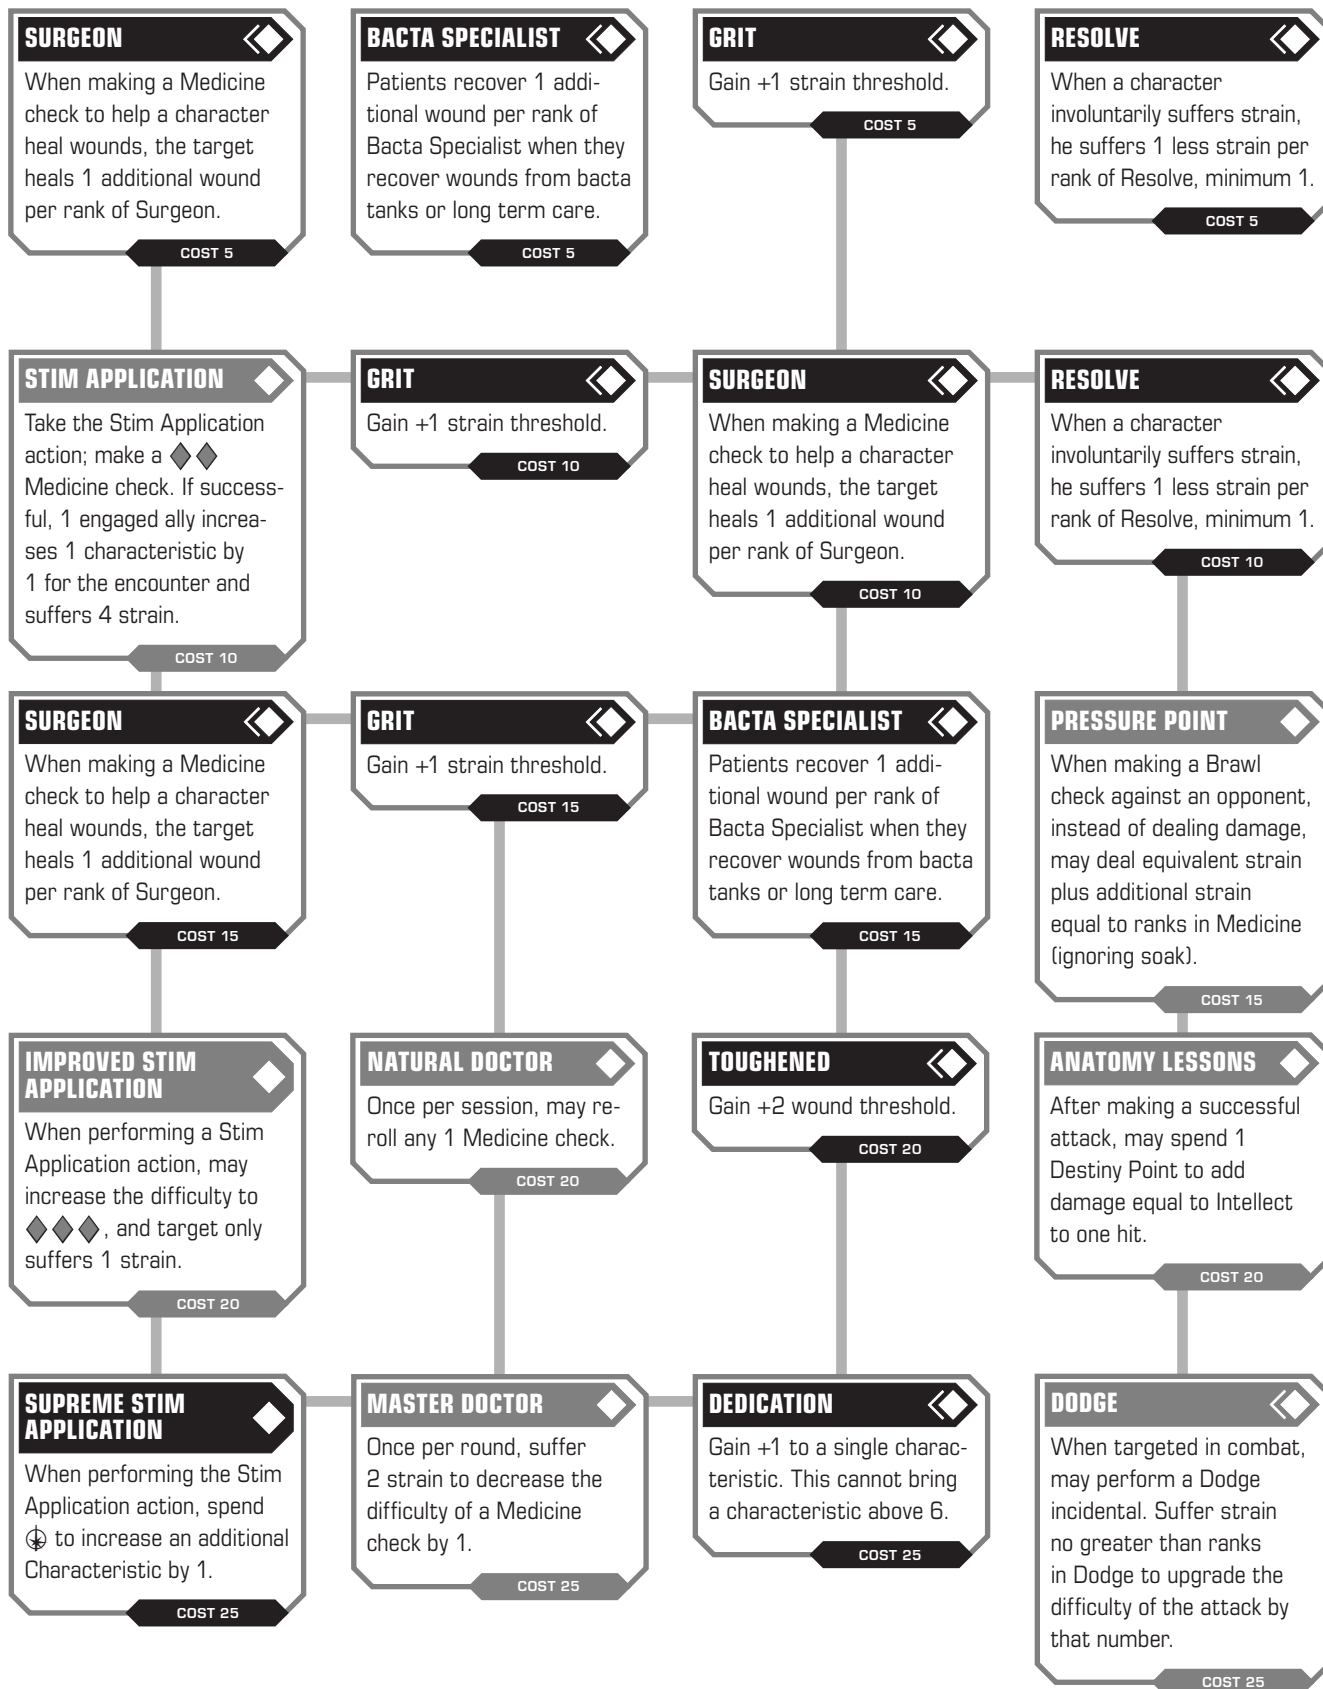 SURGEON
When making a Medicine
check to help a character
heal wounds, the target
heals 1 additional wound
per rank of Surgeon.
COST 5
BACTA SPECIALIST
Patients recover 1 addi-
tional wound per rank of
Bacta Specialist when they
recover wounds from bacta
tanks or long term care.
COST 5
GRIT
Gain +1 strain threshold.
COST 5
RESOLVE
When a character
involuntarily suffers strain,
he suffers 1 less strain per
rank of Resolve, minimum 1.
COST 5
STIM APPLICATION
Take the Stim Application
action; make a ◆◆
Medicine check. If success-
ful, 1 engaged ally increa-
ses 1 characteristic by
1 for the encounter and
suffers 4 strain.
COST 10
GRIT
Gain +1 strain threshold.
COST 10
SURGEON
When making a Medicine
check to help a character
heal wounds, the target
heals 1 additional wound
per rank of Surgeon.
COST 10
RESOLVE
When a character
involuntarily suffers strain,
he suffers 1 less strain per
rank of Resolve, minimum 1.
COST 10
SURGEON
When making a Medicine
check to help a character
heal wounds, the target
heals 1 additional wound
per rank of Surgeon.
COST 15
GRIT
Gain +1 strain threshold.
COST 15
BACTA SPECIALIST
Patients recover 1 addi-
tional wound per rank of
Bacta Specialist when they
recover wounds from bacta
tanks or long term care.
COST 15
PRESSURE POINT
When making a Brawl
check against an opponent,
instead of dealing damage,
may deal equivalent strain
plus additional strain
equal to ranks in Medicine
(ignoring soak).
COST 15
IMPROVED STIM
APPLICATION
When performing a Stim
Application action, may
increase the difficulty to
◆◆◆, and target only
suffers 1 strain.
COST 20
NATURAL DOCTOR
Once per session, may re-
roll any 1 Medicine check.
COST 20
TOUGHENED
Gain +2 wound threshold.
COST 20
ANATOMY LESSONS
After making a successful
attack, may spend 1
Destiny Point to add
damage equal to Intellect
to one hit.
COST 20
SUPREME STIM
APPLICATION
When performing the Stim
Application action, spend
to increase an additional
Characteristic by 1.
COST 25
MASTER DOCTOR
Once per round, suffer
2 strain to decrease the
difficulty of a Medicine
check by 1.
COST 25
DEDICATION
Gain +1 to a single charac-
teristic. This cannot bring
a characteristic above 6.
COST 25
DODGE
When targeted in combat,
may perform a Dodge
incidental. Suffer strain
no greater than ranks
in Dodge to upgrade the
difficulty of the attack by
that number.
COST 25